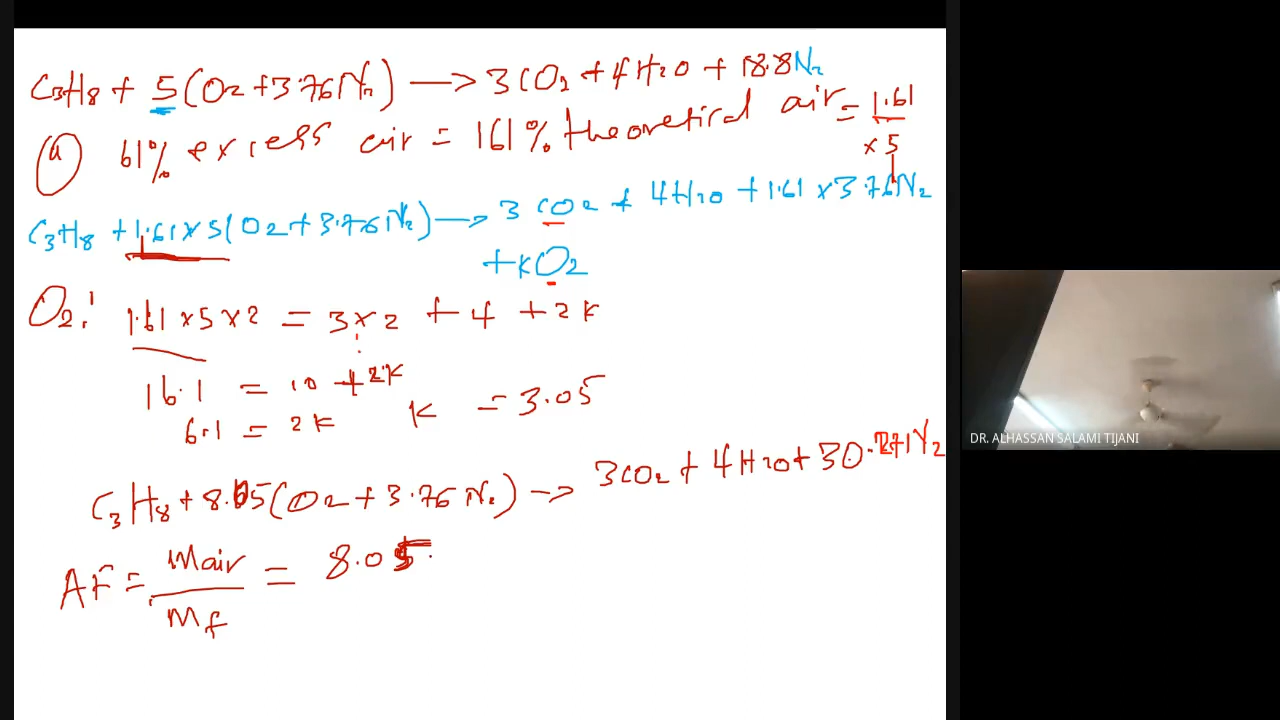 C3H8 + 5(O2+3.76N2) —> 3CO2 + 4H2O + 18.8N2
(a) 61% excess air = 161% theoretical air = 1.61
x 5
C3H8 + 1.61 x 5(O2+3.76N2) —> 3 CO2 + 4H2O + 1.61 x 3.76N2
+ KO2
O2: 1.61 x 5 x 2 = 3 x 2 + 4 + 2K
16.1 = 10 + 2K
6.1 = 2K K = 3.05
C3H8 + 8.05(O2+3.76N2) —> 3CO2 + 4H2O + 30.27N2
AF = Mair / Mf = 8.05
DR. ALHASSAN SALAMI TIJANI